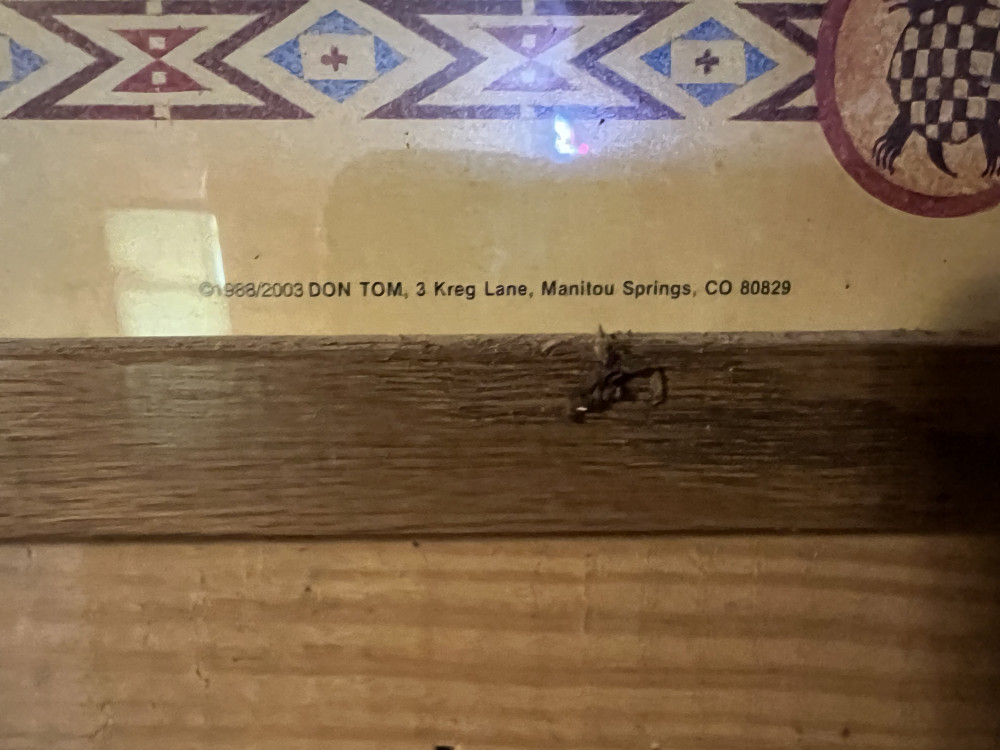 ©1988/2003 DON TOM, 3 Kreg Lane, Manitou Springs, CO 80829